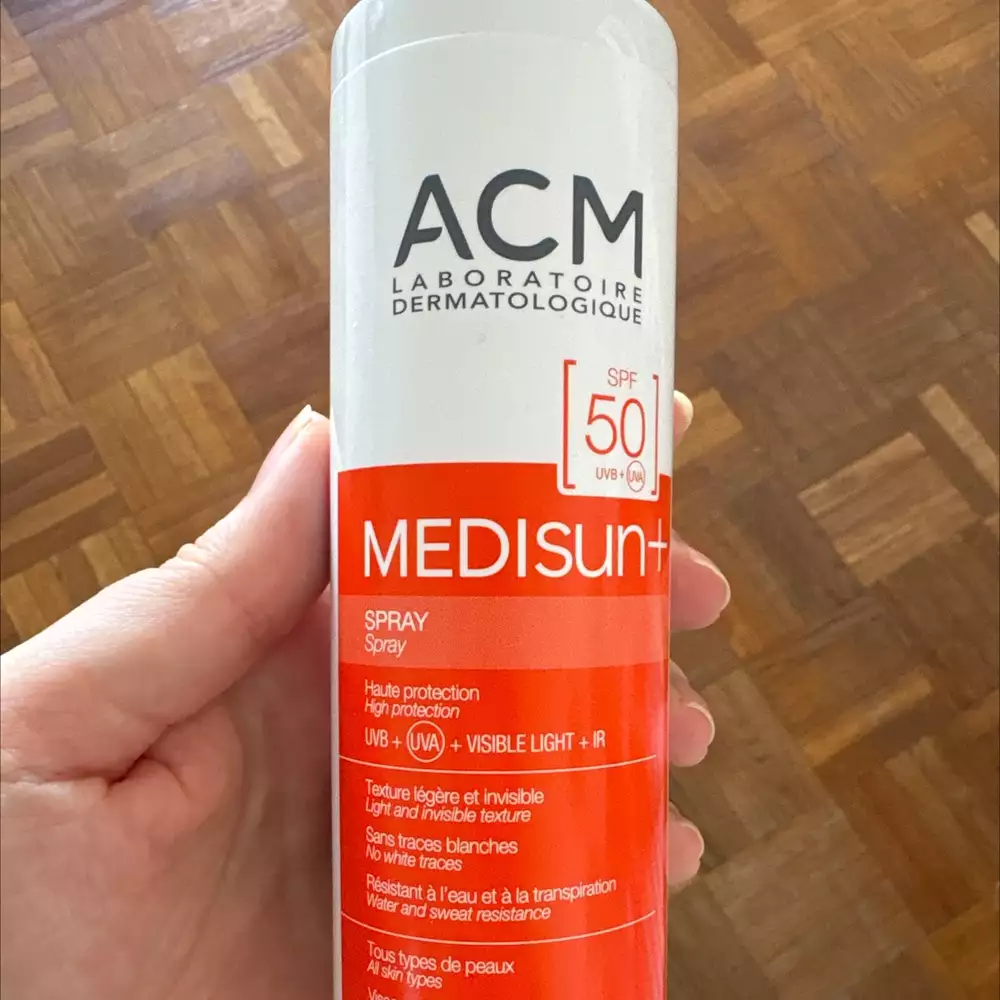 ACM
LABORATOIRE
DERMATOLOGIQUE
SPF
50
UVB + UVA
MEDISun+
SPRAY
Spray
Haute protection
High protection
UVB + UVA + VISIBLE LIGHT + IR
Texture légère et invisible
Light and invisible texture
Sans traces blanches
No white traces
Résistant à l'eau et à la transpiration
Water and sweat resistance
Tous types de peaux
All skin types